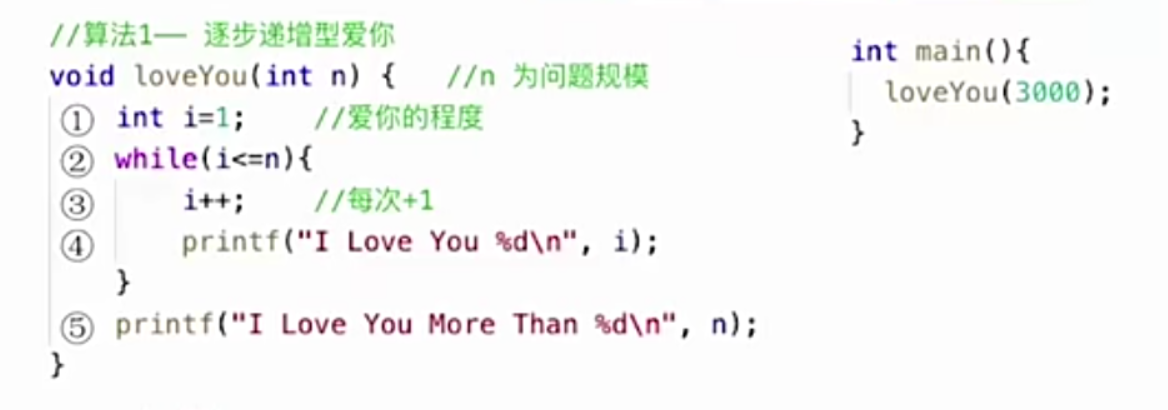 //算法1—— 逐步递增型爱你
void loveYou(int n) {   //n 为问题规模
① int i=1;    //爱你的程度
② while(i<=n){
③     i++;    //每次+1
④     printf("I Love You %d\n", i);
}
⑤ printf("I Love You More Than %d\n", n);
}
int main(){
loveYou(3000);
}